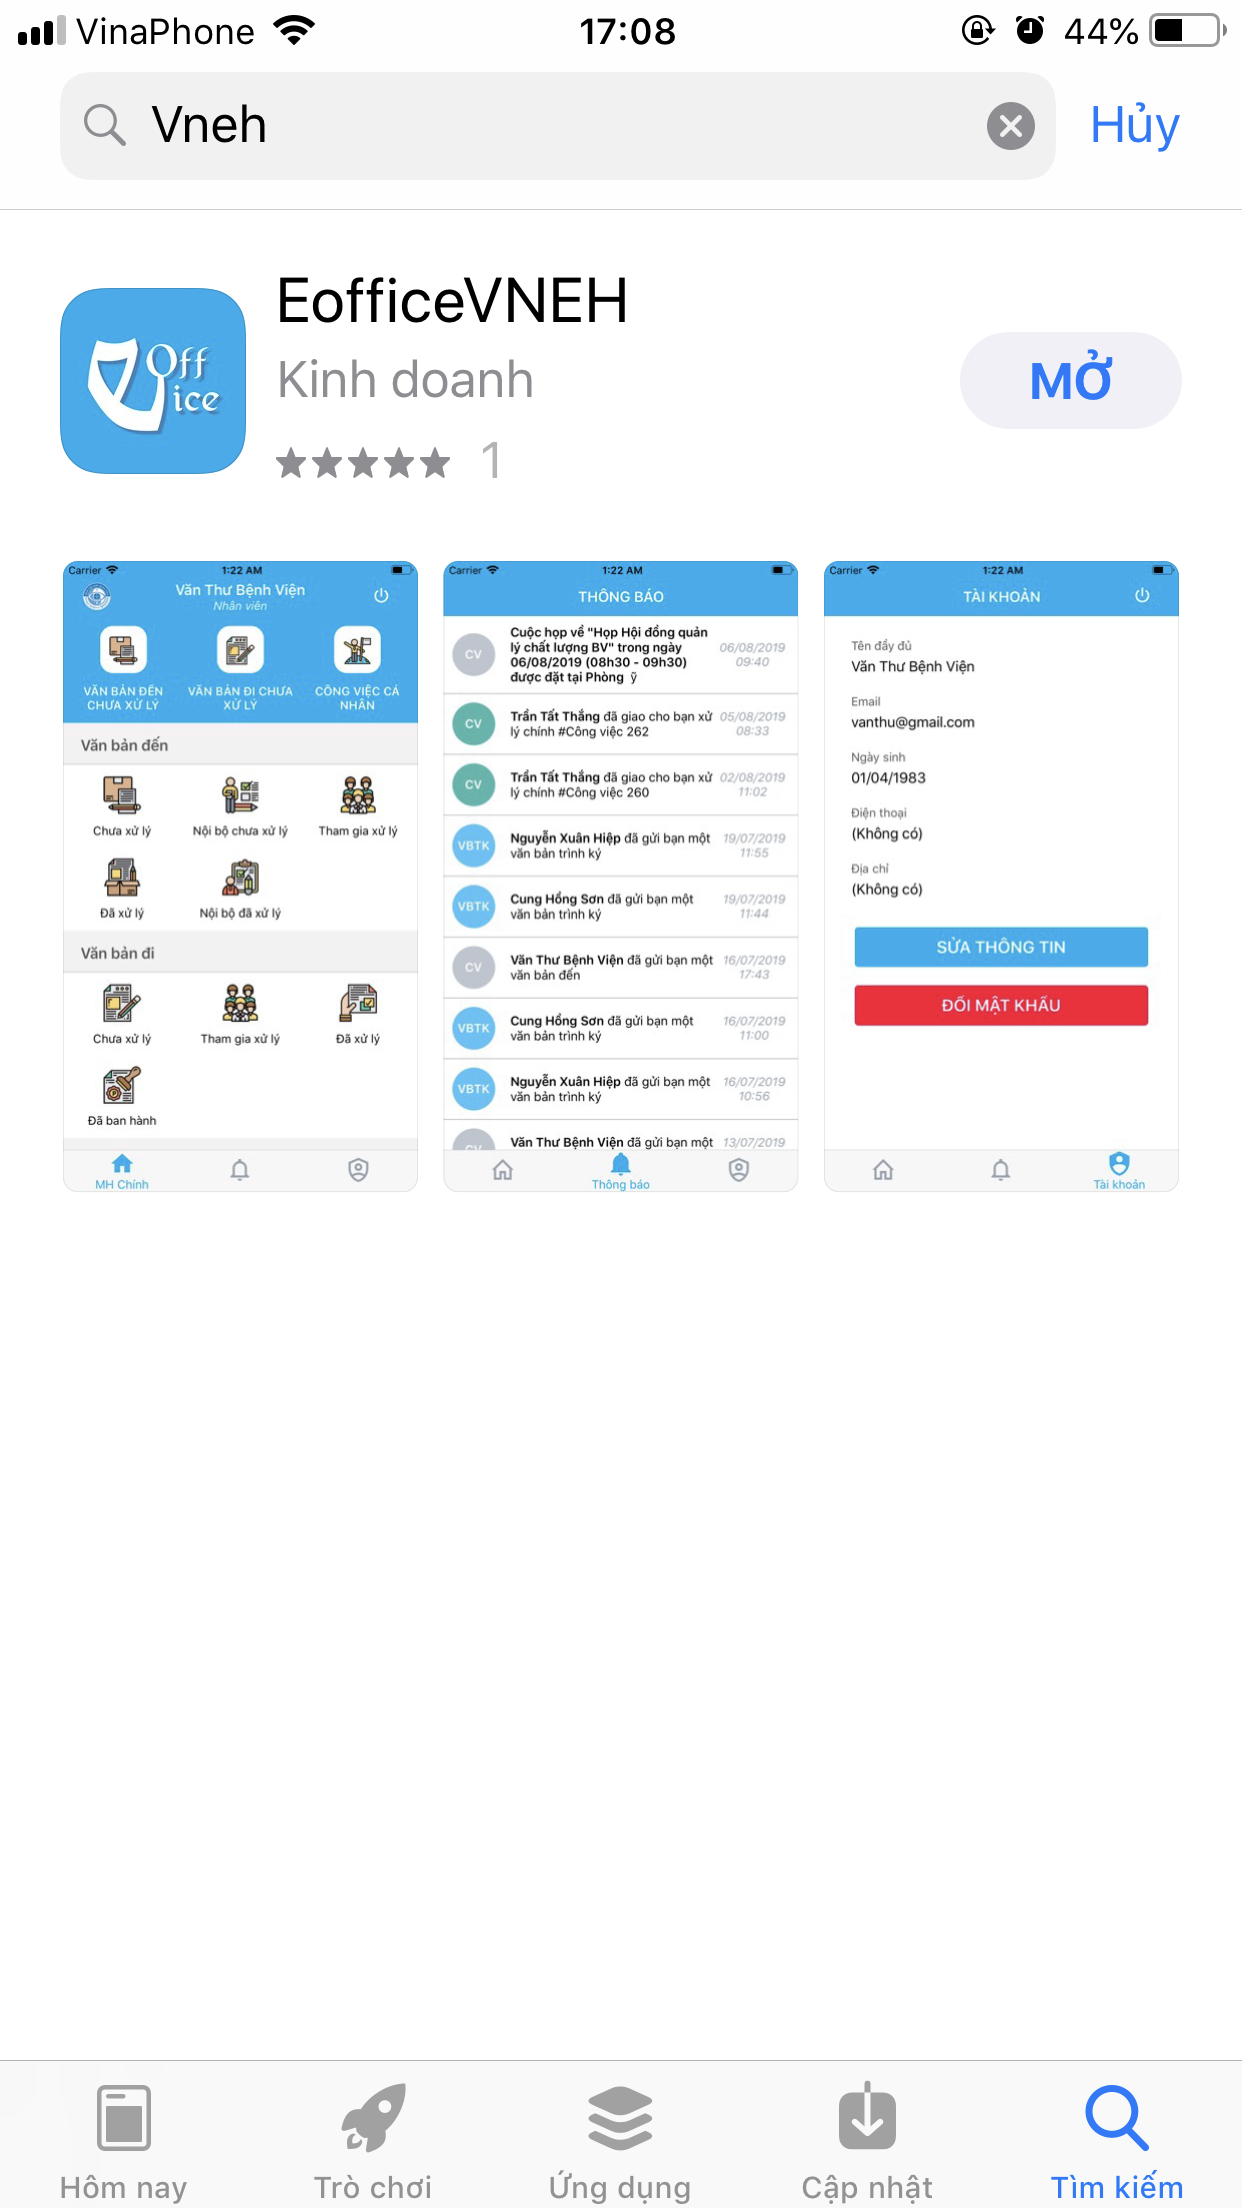 VinaPhone 17:08 44%
Vneh
Hủy
EofficeVNEH
Kinh doanh
1
MỞ
Office
Carrier 1:22 AM
Văn Thư Bệnh Viện
Nhân viên
VĂN BẢN ĐẾN CHƯA XỬ LÝ
VĂN BẢN ĐI CHƯA XỬ LÝ
CÔNG VIỆC CÁ NHÂN
Văn bản đến
Chưa xử lý
Nội bộ chưa xử lý
Tham gia xử lý
Đã xử lý
Nội bộ đã xử lý
Văn bản đi
Chưa xử lý
Tham gia xử lý
Đã xử lý
Đã ban hành
MH Chính
Carrier 1:22 AM
THÔNG BÁO
CV
Cuộc họp về "Họp Hội đồng quản
lý chất lượng BV" trong ngày
06/08/2019 (08h30 - 09h30)
được đặt tại Phòng ỹ
06/08/2019
09:40
CV
Trần Tất Thắng đã giao cho bạn xử
lý chính #Công việc 262
05/08/2019
08:33
CV
Trần Tất Thắng đã giao cho bạn xử
lý chính #Công việc 260
02/08/2019
11:02
VBTK
Nguyễn Xuân Hiệp đã gửi bạn một
văn bản trình ký
19/07/2019
11:55
VBTK
Cung Hồng Sơn đã gửi bạn một
văn bản trình ký
19/07/2019
11:44
CV
Văn Thư Bệnh Viện đã gửi bạn một
văn bản đến
16/07/2019
17:43
VBTK
Cung Hồng Sơn đã gửi bạn một
văn bản trình ký
16/07/2019
11:00
VBTK
Nguyễn Xuân Hiệp đã gửi bạn một
văn bản trình ký
16/07/2019
10:56
CV
Văn Thư Bệnh Viện đã gửi bạn một
13/07/2019
Thông báo
Carrier 1:22 AM
TÀI KHOẢN
Tên đầy đủ
Văn Thư Bệnh Viện
Email
vanthu@gmail.com
Ngày sinh
01/04/1983
Điện thoại
(Không có)
Địa chỉ
(Không có)
SỬA THÔNG TIN
ĐỔI MẬT KHẨU
Tài khoản
Hôm nay
Trò chơi
Ứng dụng
Cập nhật
Tìm kiếm